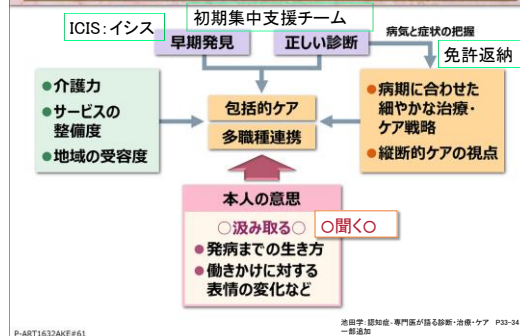 ICIS:イシス
初期集中支援チーム
早期発見
正しい診断
病気と症状の把握
免許返納
●介護力
●サービスの
整備度
●地域の受容度
包括的ケア
多職種連携
●病期に合わせた
細やかな治療・
ケア戦略
●縦断的ケアの視点
本人の意思
○汲み取る○
○聞く○
●発病までの生き方
●働きかけに対する
表情の変化など
池田学:認知症-専門医が語る診断・治療・ケア P33-34
一部追加
P-ART1632AKE#61